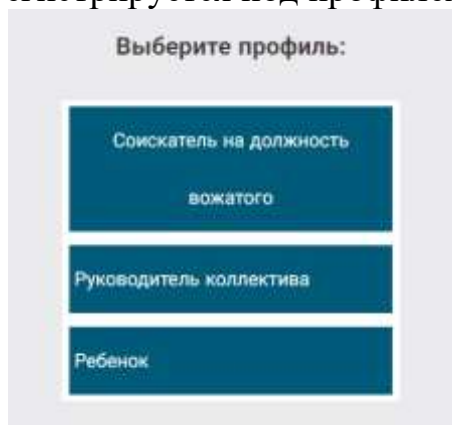 Выберите профиль:
Соискатель на должность
вожатого
Руководитель коллектива
Ребенок